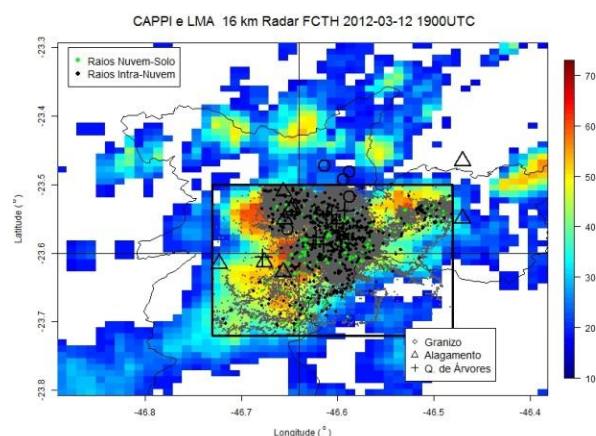 CAPPI e LMA 16 km Radar FCTH 2012-03-12 1900UTC
Raios Nuvem-Solo
Raios Intra-Nuvem
-23.3
-23.4
-23.5
-23.6
-23.7
-23.8
Latitude (°)
70
60
50
40
30
20
10
Granizo
Alagamento
Q. de Árvores
-46.8
-46.7
-46.6
-46.5
-46.4
Longitude (°)